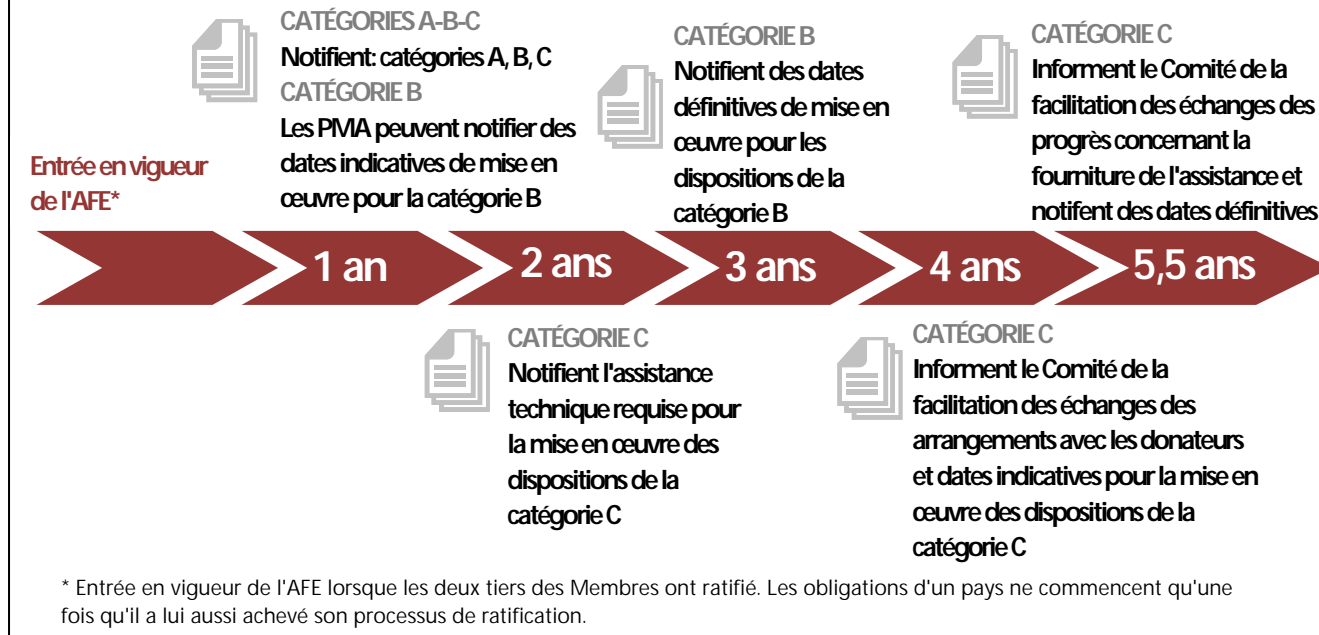 CATÉGORIES A-B-C
Notifient: catégories A, B, C
CATÉGORIE B
Les PMA peuvent notifier des
dates indicatives de mise en
œuvre pour la catégorie B
CATÉGORIE B
Notifient des dates
définitives de mise en
œuvre pour les
dispositions de la
catégorie B
CATÉGORIE C
Informent le Comité de la
facilitation des échanges des
progrès concernant la
fourniture de l'assistance et
notifent des dates définitives
Entrée en vigueur
de l'AFE*
1 an
2 ans
3 ans
4 ans
5,5 ans
CATÉGORIE C
Notifient l'assistance
technique requise pour
la mise en œuvre des
dispositions de la
catégorie C
CATÉGORIE C
Informent le Comité de la
facilitation des échanges des
arrangements avec les donateurs
et dates indicatives pour la mise en
œuvre des dispositions de la
catégorie C
* Entrée en vigueur de l'AFE lorsque les deux tiers des Membres ont ratifié. Les obligations d'un pays ne commencent qu'une
fois qu'il a lui aussi achevé son processus de ratification.